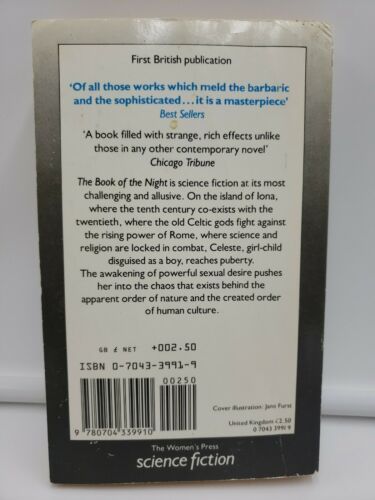 First British publication
‘Of all those works which meld the barbaric
and the sophisticated...it is a masterpiece’
Best Sellers
‘A book filled with strange, rich effects unlike
those in any other contemporary novel’
Chicago Tribune
The Book of the Night is science fiction at its most
challenging and allusive. On the island of Iona,
where the tenth century co-exists with the
twentieth, where the old Celtic gods fight against
the rising power of Rome, where science and
religion are locked in combat, Celeste, girl-child
disguised as a boy, reaches puberty.
The awakening of powerful sexual desire pushes
her into the chaos that exists behind the
apparent order of nature and the created order
of human culture.
GB £ NET +002.50
ISBN 0-7043-3991-9
00250
9 780704 339910
Cover illustration: Jans Furst
United Kingdom £2.50
0 7043 3991 9
The Women's Press
science fiction